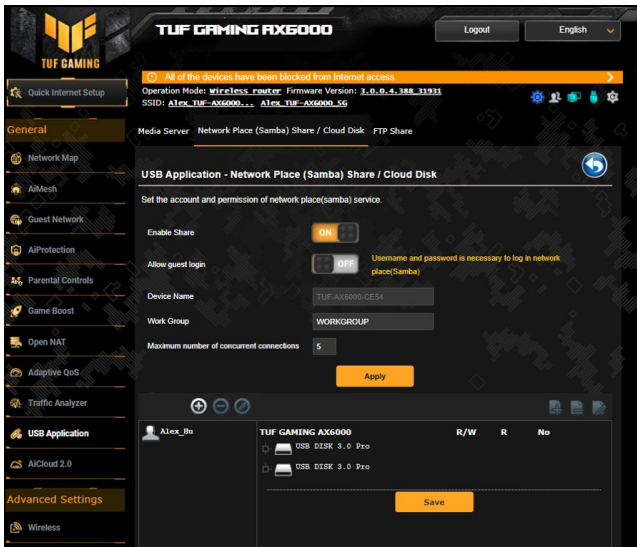 TUF GAMING
TUF GAMING AX6000
Logout
English
All of the devices have been blocked from Internet access.
Quick Internet Setup
Operation Mode: Wireless router Firmware Version: 3.0.0.4.388_31931
SSID: Alex_TUF-AX6000... Alex_TUF-AX6000_5G
General
Media Server Network Place (Samba) Share / Cloud Disk FTP Share
Network Map
AiMesh
Guest Network
AiProtection
Parental Controls
Game Boost
Open NAT
Adaptive QoS
Traffic Analyzer
USB Application
AiCloud 2.0
Advanced Settings
Wireless
USB Application - Network Place (Samba) Share / Cloud Disk
Set the account and permission of network place(samba) service.
Enable Share
ON
Allow guest login
OFF
Username and password is necessary to log in network
place(Samba)
Device Name
TUF-AX6000-CE54
Work Group
WORKGROUP
Maximum number of concurrent connections
5
Apply
Alex_Hu
TUF GAMING AX6000 R/W R No
USB DISK 3.0 Pro
USB DISK 3.0 Pro
Save